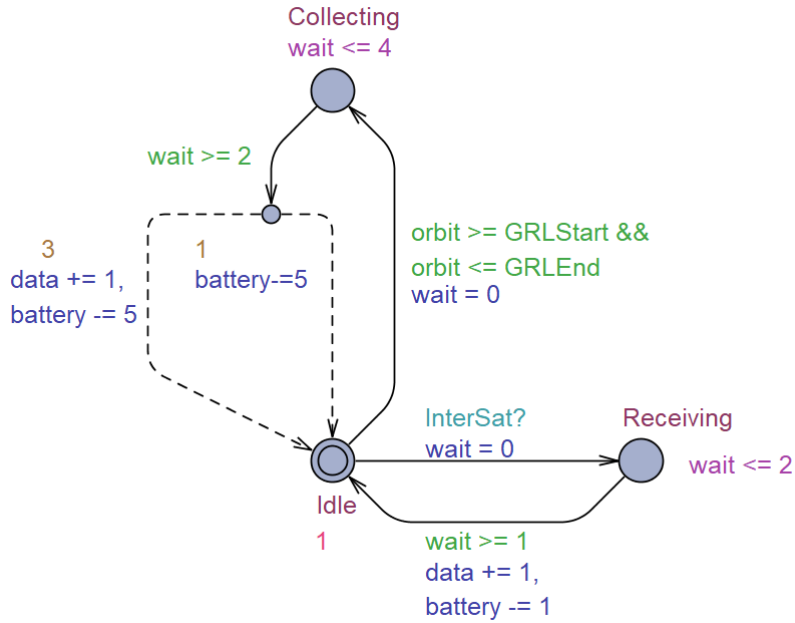 Collecting
wait <= 4
wait >= 2
3
data += 1,
battery -= 5
1
battery-=5
orbit >= GRLStart &&
orbit <= GRLEnd
wait = 0
InterSat?
wait = 0
Receiving
wait <= 2
Idle
1
wait >= 1
data += 1,
battery -= 1